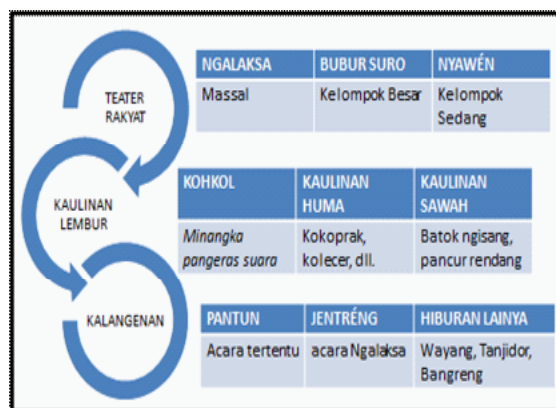 TEATER
RAKYAT
NGALAKSA BUBUR SURO NYAWÉN
Massal Kelompok Besar Kelompok
Sedang
KAULINAN
LEMBUR
KOHKOL KAULINAN KAULINAN
HUMA SAWAH
Minangka Kokoprak, Batok ngisang,
pangeras suara kolecer, dll. pancur rendang
KALANGENAN
PANTUN JENTRÉNG HIBURAN LAINYA
Acara tertentu acara Ngalaksa Wayang, Tanjidor,
Bangreng